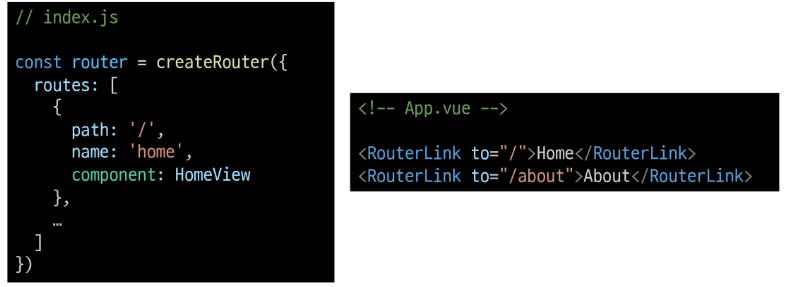 // index.js
const router = createRouter({
  routes: [
    {
      path: '/',
      name: 'home',
      component: HomeView
    },
    …
  ]
})
<!-- App.vue -->
<RouterLink to="/">Home</RouterLink>
<RouterLink to="/about">About</RouterLink>